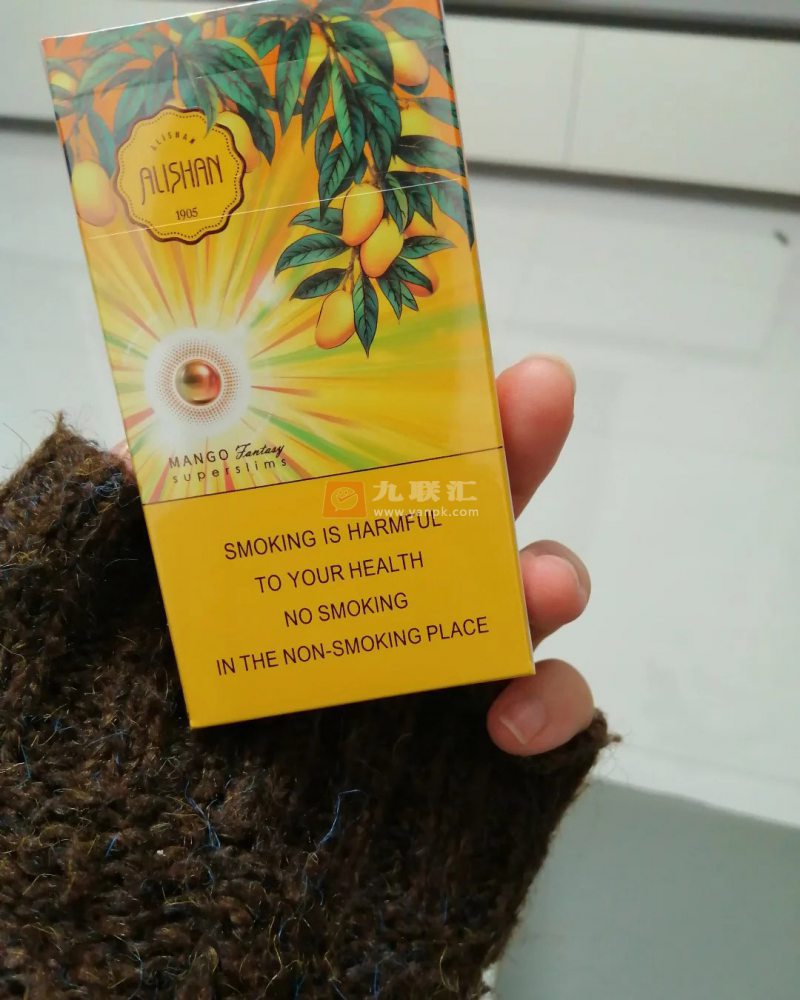 ALISHAN
ALISHAN
1905
MANGO Fantasy
superslims
九联汇
www.yanpk.com
SMOKING IS HARMFUL
TO YOUR HEALTH
NO SMOKING
IN THE NON-SMOKING PLACE